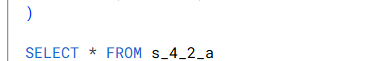 )
SELECT * FROM s_4_2_a